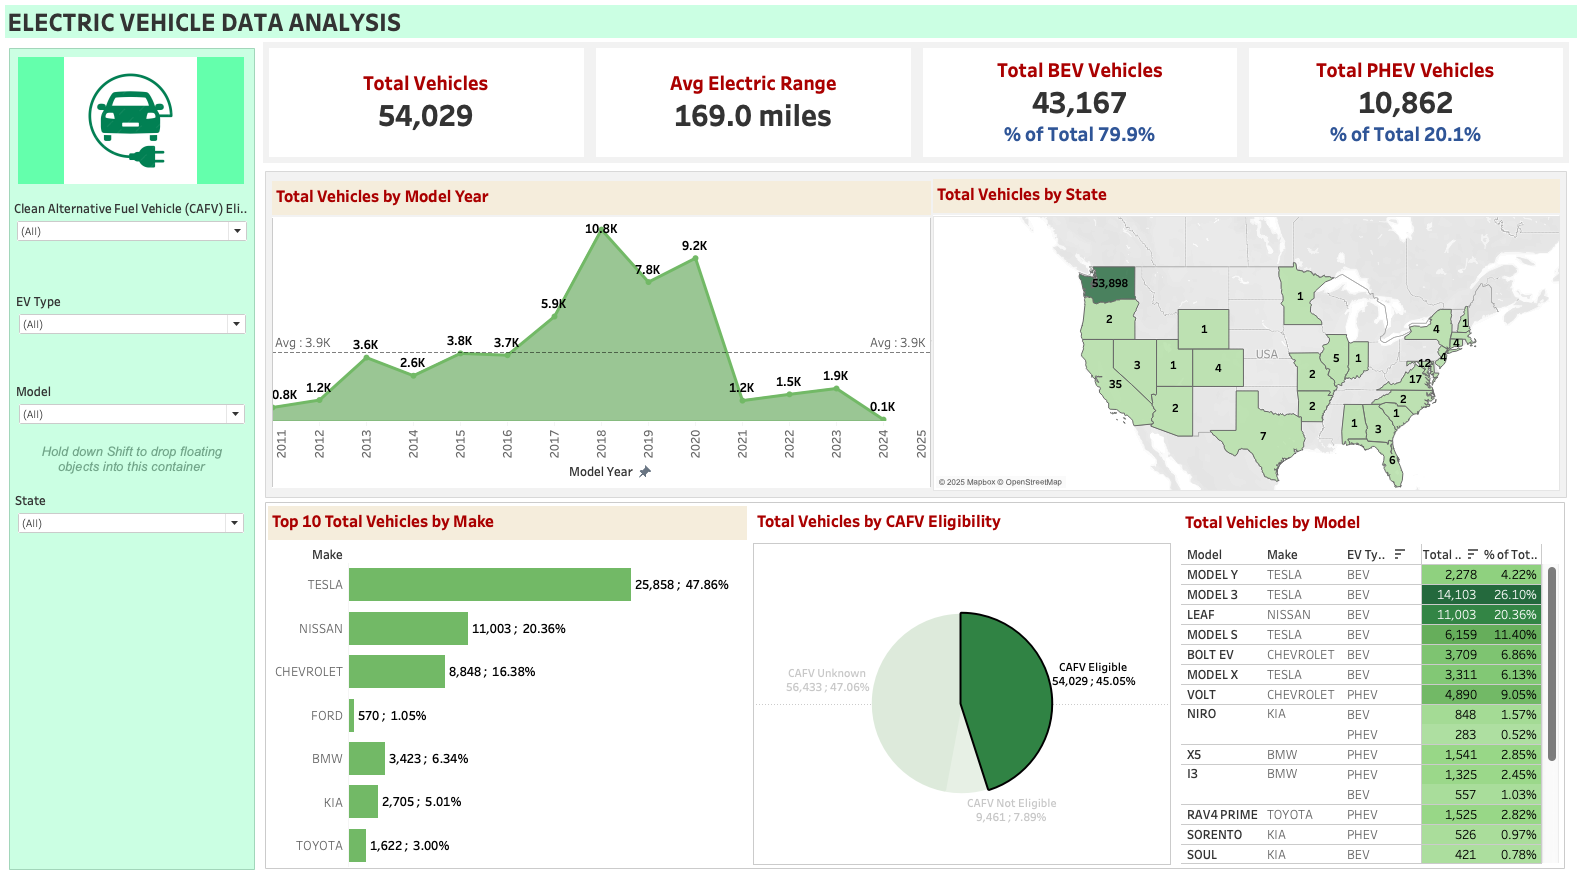 ELECTRIC VEHICLE DATA ANALYSIS
Clean Alternative Fuel Vehicle (CAFV) Eli..
(All)
EV Type
(All)
Model
(All)
Hold down Shift to drop floating
objects into this container
State
(All)
Total Vehicles
54,029
Avg Electric Range
169.0 miles
Total BEV Vehicles
43,167
% of Total 79.9%
Total PHEV Vehicles
10,862
% of Total 20.1%
Total Vehicles by Model Year
10.8K
9.2K
7.8K
5.9K
Avg : 3.9K
Avg : 3.9K
3.6K
2.6K
3.8K
3.7K
0.8K
1.2K
1.2K
1.5K
1.9K
0.1K
2011
2012
2013
2014
2015
2016
2017
2018
2019
2020
2021
2022
2023
2024
2025
Model Year
Total Vehicles by State
53,898
1
2
1
4
1
4
USA
3
1
4
5
1
12
4
35
2
17
2
2
2
1
7
1
3
6
© 2025 Mapbox © OpenStreetMap
Top 10 Total Vehicles by Make
Make
TESLA 25,858 ; 47.86%
NISSAN 11,003 ; 20.36%
CHEVROLET 8,848 ; 16.38%
FORD 570 ; 1.05%
BMW 3,423 ; 6.34%
KIA 2,705 ; 5.01%
TOYOTA 1,622 ; 3.00%
Total Vehicles by CAFV Eligibility
CAFV Unknown
56,433 ; 47.06%
CAFV Eligible
54,029 ; 45.05%
CAFV Not Eligible
9,461 ; 7.89%
Total Vehicles by Model
Model Make EV Ty.. Total .. % of Tot..
MODEL Y TESLA BEV 2,278 4.22%
MODEL 3 TESLA BEV 14,103 26.10%
LEAF NISSAN BEV 11,003 20.36%
MODEL S TESLA BEV 6,159 11.40%
BOLT EV CHEVROLET BEV 3,709 6.86%
MODEL X TESLA BEV 3,311 6.13%
VOLT CHEVROLET PHEV 4,890 9.05%
NIRO KIA BEV 848 1.57%
PHEV 283 0.52%
X5 BMW PHEV 1,541 2.85%
I3 BMW PHEV 1,325 2.45%
BEV 557 1.03%
RAV4 PRIME TOYOTA PHEV 1,525 2.82%
SORENTO KIA PHEV 526 0.97%
SOUL KIA BEV 421 0.78%